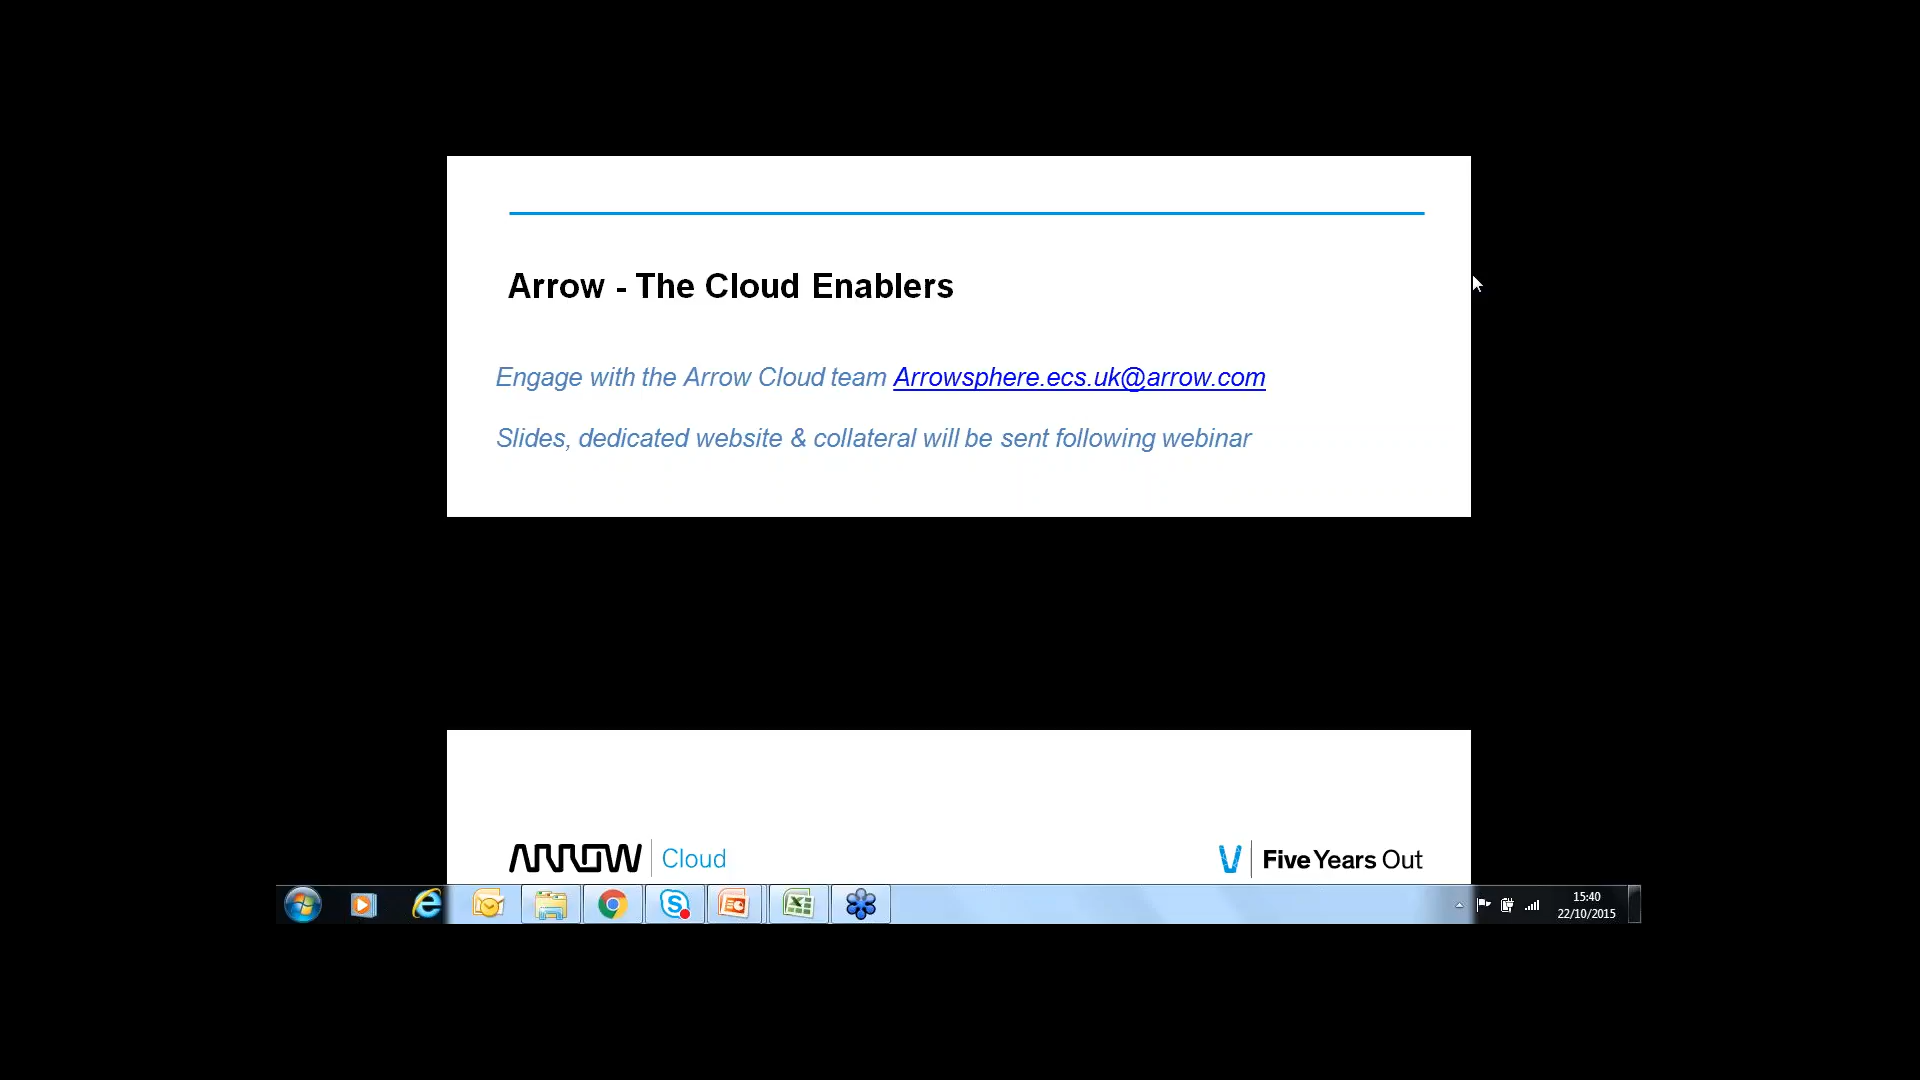 Arrow - The Cloud Enablers
Engage with the Arrow Cloud team Arrowsphere.ecs.uk@arrow.com
Slides, dedicated website & collateral will be sent following webinar
ARROW Cloud
Five Years Out
15:40
22/10/2015